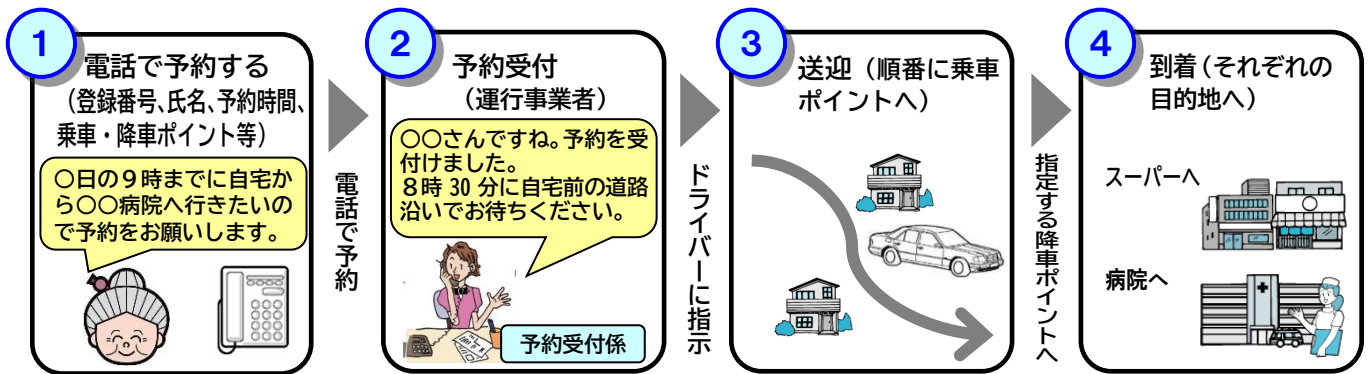 1
電話で予約する
（登録番号、氏名、予約時間、
乗車・降車ポイント等）
〇日の９時までに自宅か
ら〇〇病院へ行きたいの
で予約をお願いします。
電話で予約
2
予約受付
（運行事業者）
〇〇さんですね。予約を受
付けました。
８時 30 分に自宅前の道路
沿いでお待ちください。
予約受付係
ドライバーに指示
3
送迎（順番に乗車
ポイントへ）
指定する降車ポイントへ
4
到着（それぞれの
目的地へ）
スーパーへ
病院へ